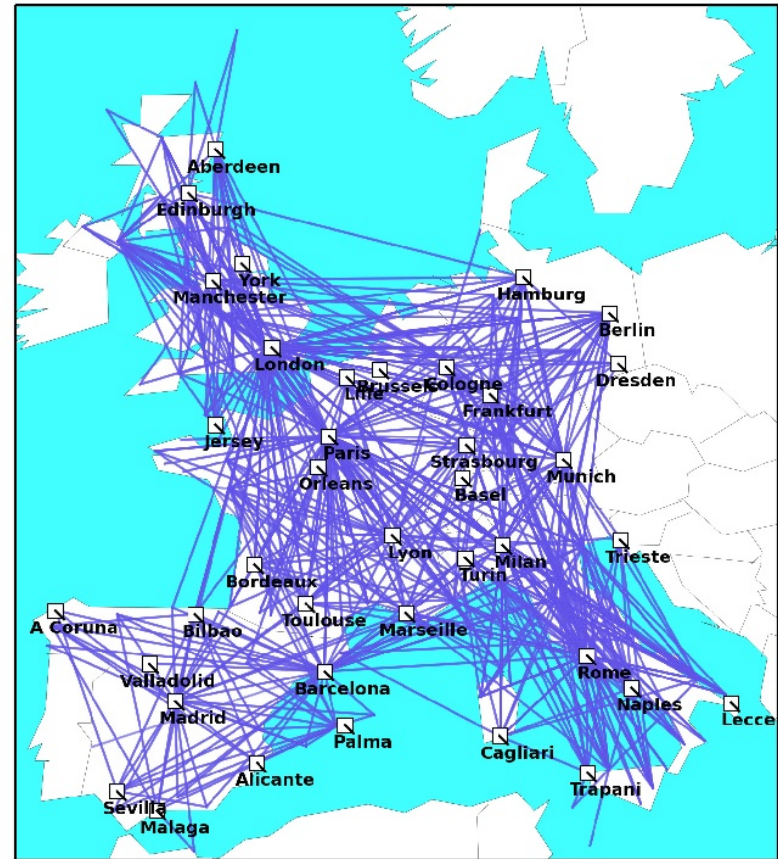 Aberdeen
Edinburgh
York
Manchester
Hamburg
Berlin
London
Dresden
Lille
Brussels
Cologne
Frankfurt
Jersey
Paris
Strasbourg
Munich
Orleans
Basel
Lyon
Milan
Trieste
Turin
Bordeaux
Toulouse
Marseille
A Coruna
Bilbao
Valladolid
Barcelona
Rome
Naples
Madrid
Lecce
Palma
Cagliari
Alicante
Trapani
Sevilla
Malaga